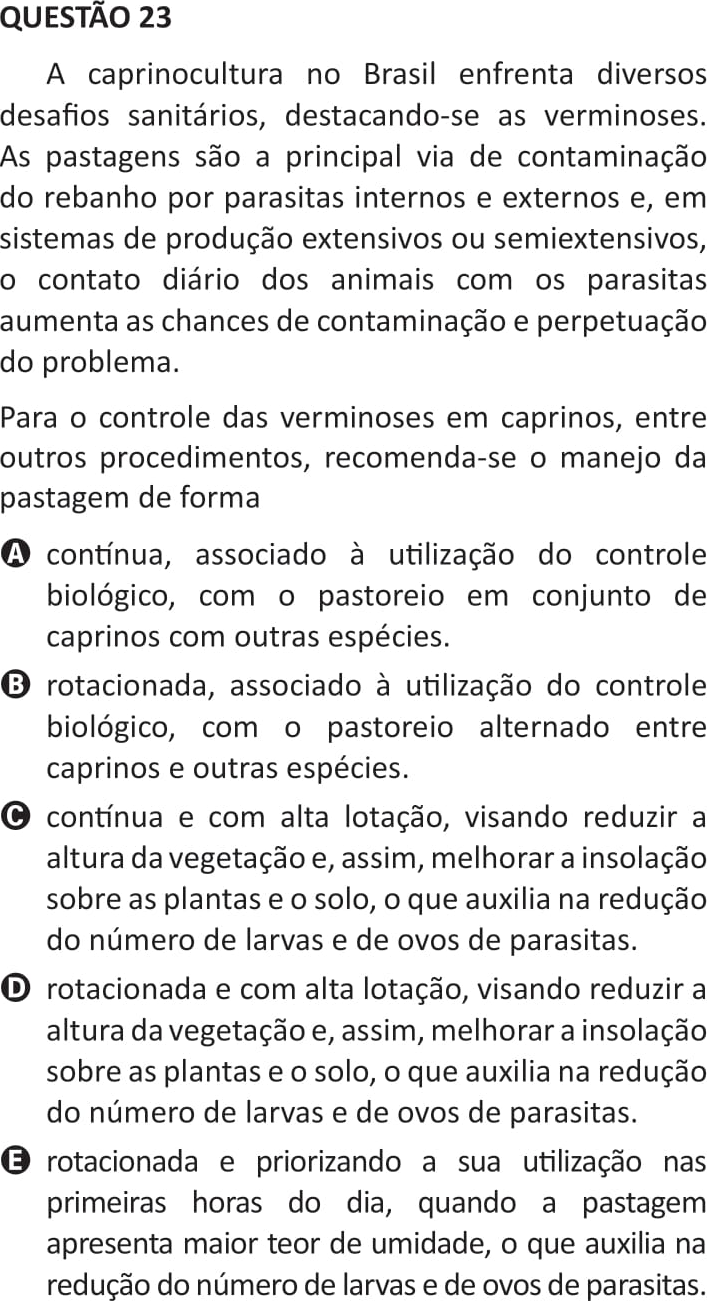 QUESTÃO 23
A caprinocultura no Brasil enfrenta diversos
desafios sanitários, destacando-se as verminoses.
As pastagens são a principal via de contaminação
do rebanho por parasitas internos e externos e, em
sistemas de produção extensivos ou semiextensivos,
o contato diário dos animais com os parasitas
aumenta as chances de contaminação e perpetuação
do problema.
Para o controle das verminoses em caprinos, entre
outros procedimentos, recomenda-se o manejo da
pastagem de forma
A contínua, associado à utilização do controle
biológico, com o pastoreio em conjunto de
caprinos com outras espécies.
B rotacionada, associado à utilização do controle
biológico, com o pastoreio alternado entre
caprinos e outras espécies.
C contínua e com alta lotação, visando reduzir a
altura da vegetação e, assim, melhorar a insolação
sobre as plantas e o solo, o que auxilia na redução
do número de larvas e de ovos de parasitas.
D rotacionada e com alta lotação, visando reduzir a
altura da vegetação e, assim, melhorar a insolação
sobre as plantas e o solo, o que auxilia na redução
do número de larvas e de ovos de parasitas.
E rotacionada e priorizando a sua utilização nas
primeiras horas do dia, quando a pastagem
apresenta maior teor de umidade, o que auxilia na
redução do número de larvas e de ovos de parasitas.